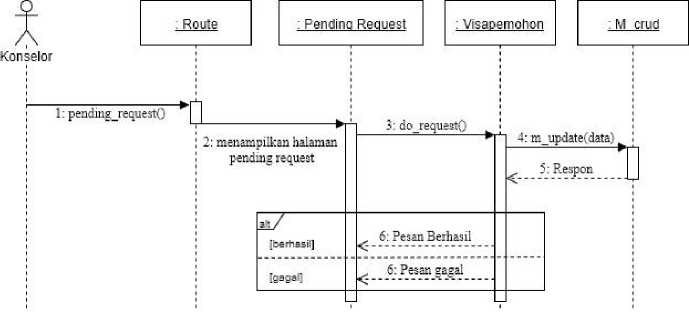 : Route
: Pending Request
: Visapemohon
: M_crud
Konselor
1: pending_request()
2: menampilkan halaman
pending request
3: do_request()
4: m_update(data)
5: Respon
alt
[berhasil]
6: Pesan Berhasil
[gagal]
6: Pesan gagal